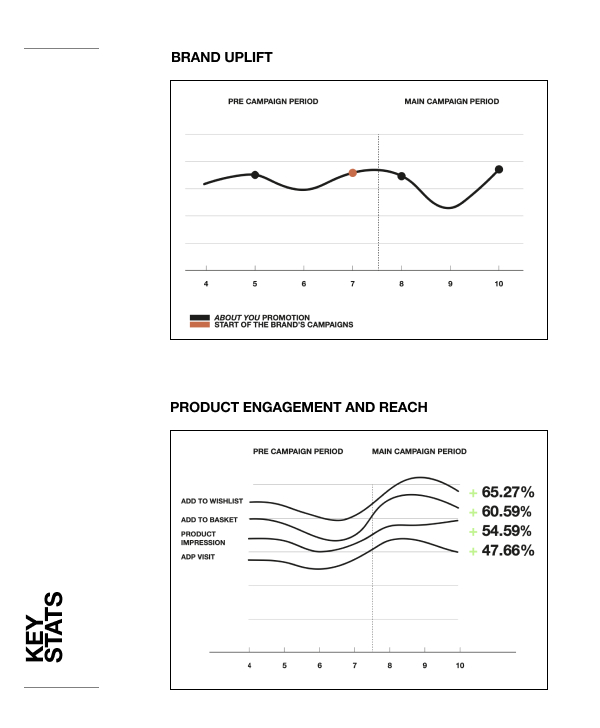 BRAND UPLIFT
PRE CAMPAIGN PERIOD
MAIN CAMPAIGN PERIOD
4 5 6 7 8 9 10
ABOUT YOU PROMOTION
START OF THE BRAND'S CAMPAIGNS
PRODUCT ENGAGEMENT AND REACH
PRE CAMPAIGN PERIOD
MAIN CAMPAIGN PERIOD
ADD TO WISHLIST
ADD TO BASKET
PRODUCT
IMPRESSION
ADP VISIT
+ 65.27%
+ 60.59%
+ 54.59%
+ 47.66%
4 5 6 7 8 9 10
KEY
STATS